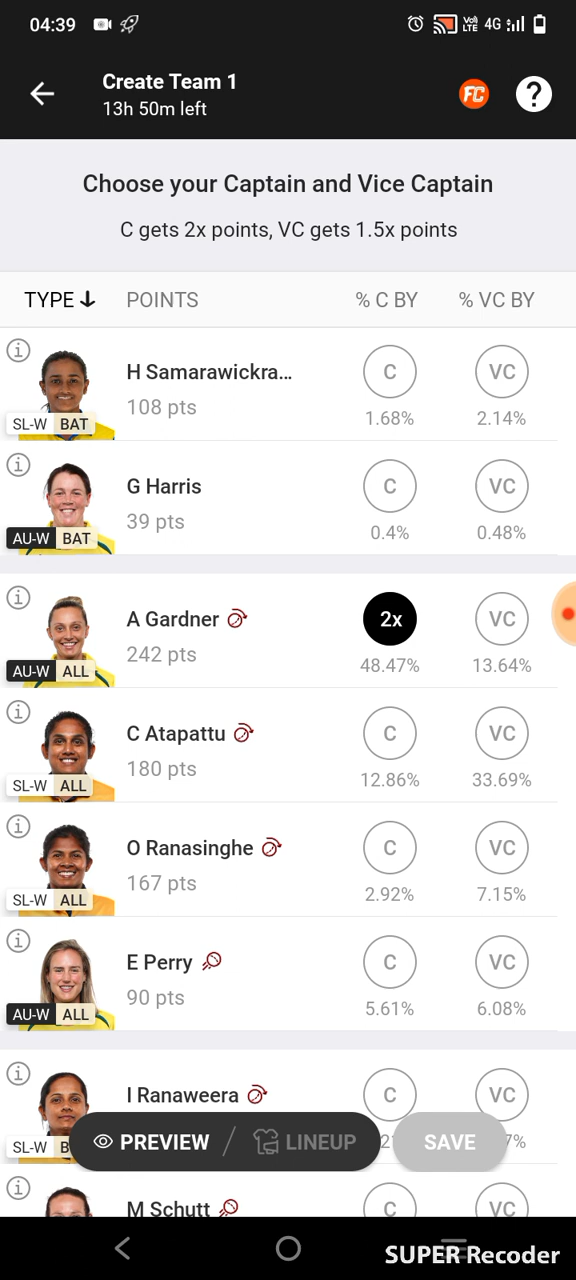 04:39 Vo) LTE 4G
Create Team 1
13h 50m left
FC ?
Choose your Captain and Vice Captain
C gets 2x points, VC gets 1.5x points
TYPE POINTS % C BY % VC BY
H Samarawickra... C VC
108 pts 1.68% 2.14%
SL-W BAT
G Harris C VC
39 pts 0.4% 0.48%
AU-W BAT
A Gardner 2x VC
242 pts 48.47% 13.64%
AU-W ALL
C Atapattu C VC
180 pts 12.86% 33.69%
SL-W ALL
O Ranasinghe C VC
167 pts 2.92% 7.15%
SL-W ALL
E Perry C VC
90 pts 5.61% 6.08%
AU-W ALL
I Ranaweera C VC
SL-W PREVIEW / LINEUP SAVE
M Schutt C VC
SUPER Recoder